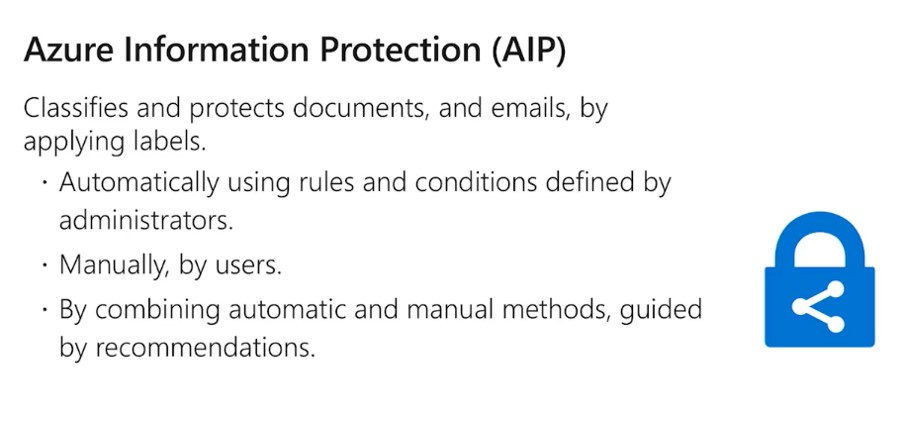 Azure Information Protection (AIP)
Classifies and protects documents, and emails, by
applying labels.
· Automatically using rules and conditions defined by
administrators.
· Manually, by users.
· By combining automatic and manual methods, guided
by recommendations.